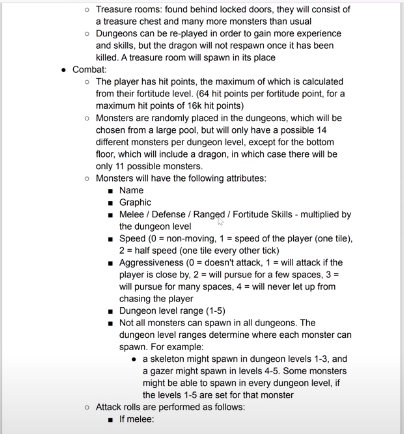 ○ Treasure rooms: found behind locked doors, they will consist of
a treasure chest and many more monsters than usual
○ Dungeons can be re-played in order to gain more experience
and skills, but the dragon will not respawn once it has been
killed. A treasure room will spawn in its place
● Combat:
○ The player has hit points, the maximum of which is calculated
from their fortitude level. (64 hit points per fortitude point, for a
maximum hit points of 16k hit points)
○ Monsters are randomly placed in the dungeons, which will be
chosen from a large pool, but will only have a possible 14
different monsters per dungeon level, except for the bottom
floor, which will include a dragon, in which case there will be
only 11 possible monsters.
○ Monsters will have the following attributes:
■ Name
■ Graphic
■ Melee / Defense / Ranged / Fortitude Skills - multiplied by
the dungeon level
■ Speed (0 = non-moving, 1 = speed of the player (one tile),
2 = half speed (one tile every other tick)
■ Aggressiveness (0 = doesn't attack, 1 = will attack if the
player is close by, 2 = will pursue for a few spaces, 3 =
will pursue for many spaces, 4 = will never let up from
chasing the player
■ Dungeon level range (1-5)
■ Not all monsters can spawn in all dungeons. The
dungeon level ranges determine where each monster can
spawn. For example:
● a skeleton might spawn in dungeon levels 1-3, and
a gazer might spawn in levels 4-5. Some monsters
might be able to spawn in every dungeon level, if
the levels 1-5 are set for that monster
○ Attack rolls are performed as follows:
■ If melee: